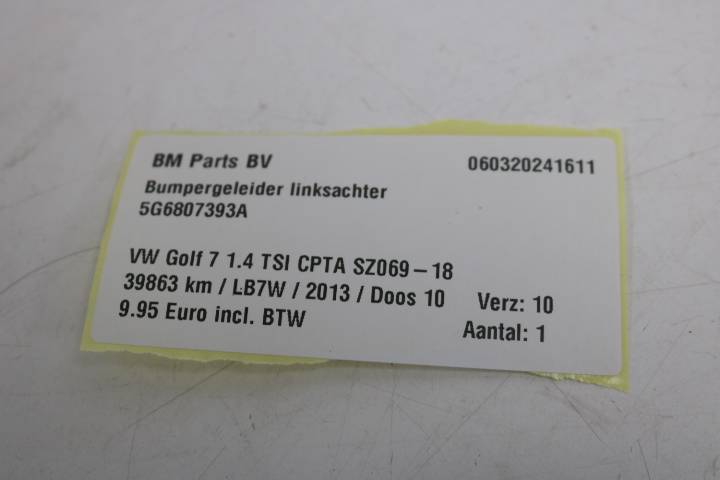 BM Parts BV 060320241611
Bumpergeleider linksachter
5G6807393A
VW Golf 7 1.4 TSI CPTA SZ069-18
39863 km / LB7W / 2013 / Doos 10 Verz: 10
9.95 Euro incl. BTW Aantal: 1